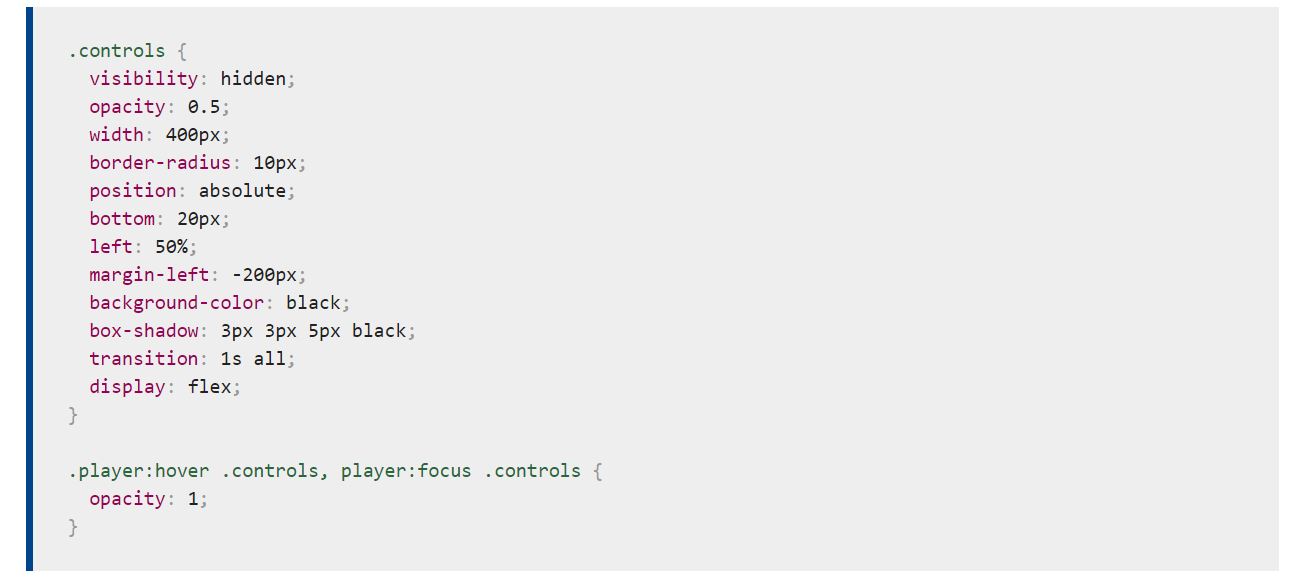 .controls {
  visibility: hidden;
  opacity: 0.5;
  width: 400px;
  border-radius: 10px;
  position: absolute;
  bottom: 20px;
  left: 50%;
  margin-left: -200px;
  background-color: black;
  box-shadow: 3px 3px 5px black;
  transition: 1s all;
  display: flex;
}

.player:hover .controls, player:focus .controls {
  opacity: 1;
}